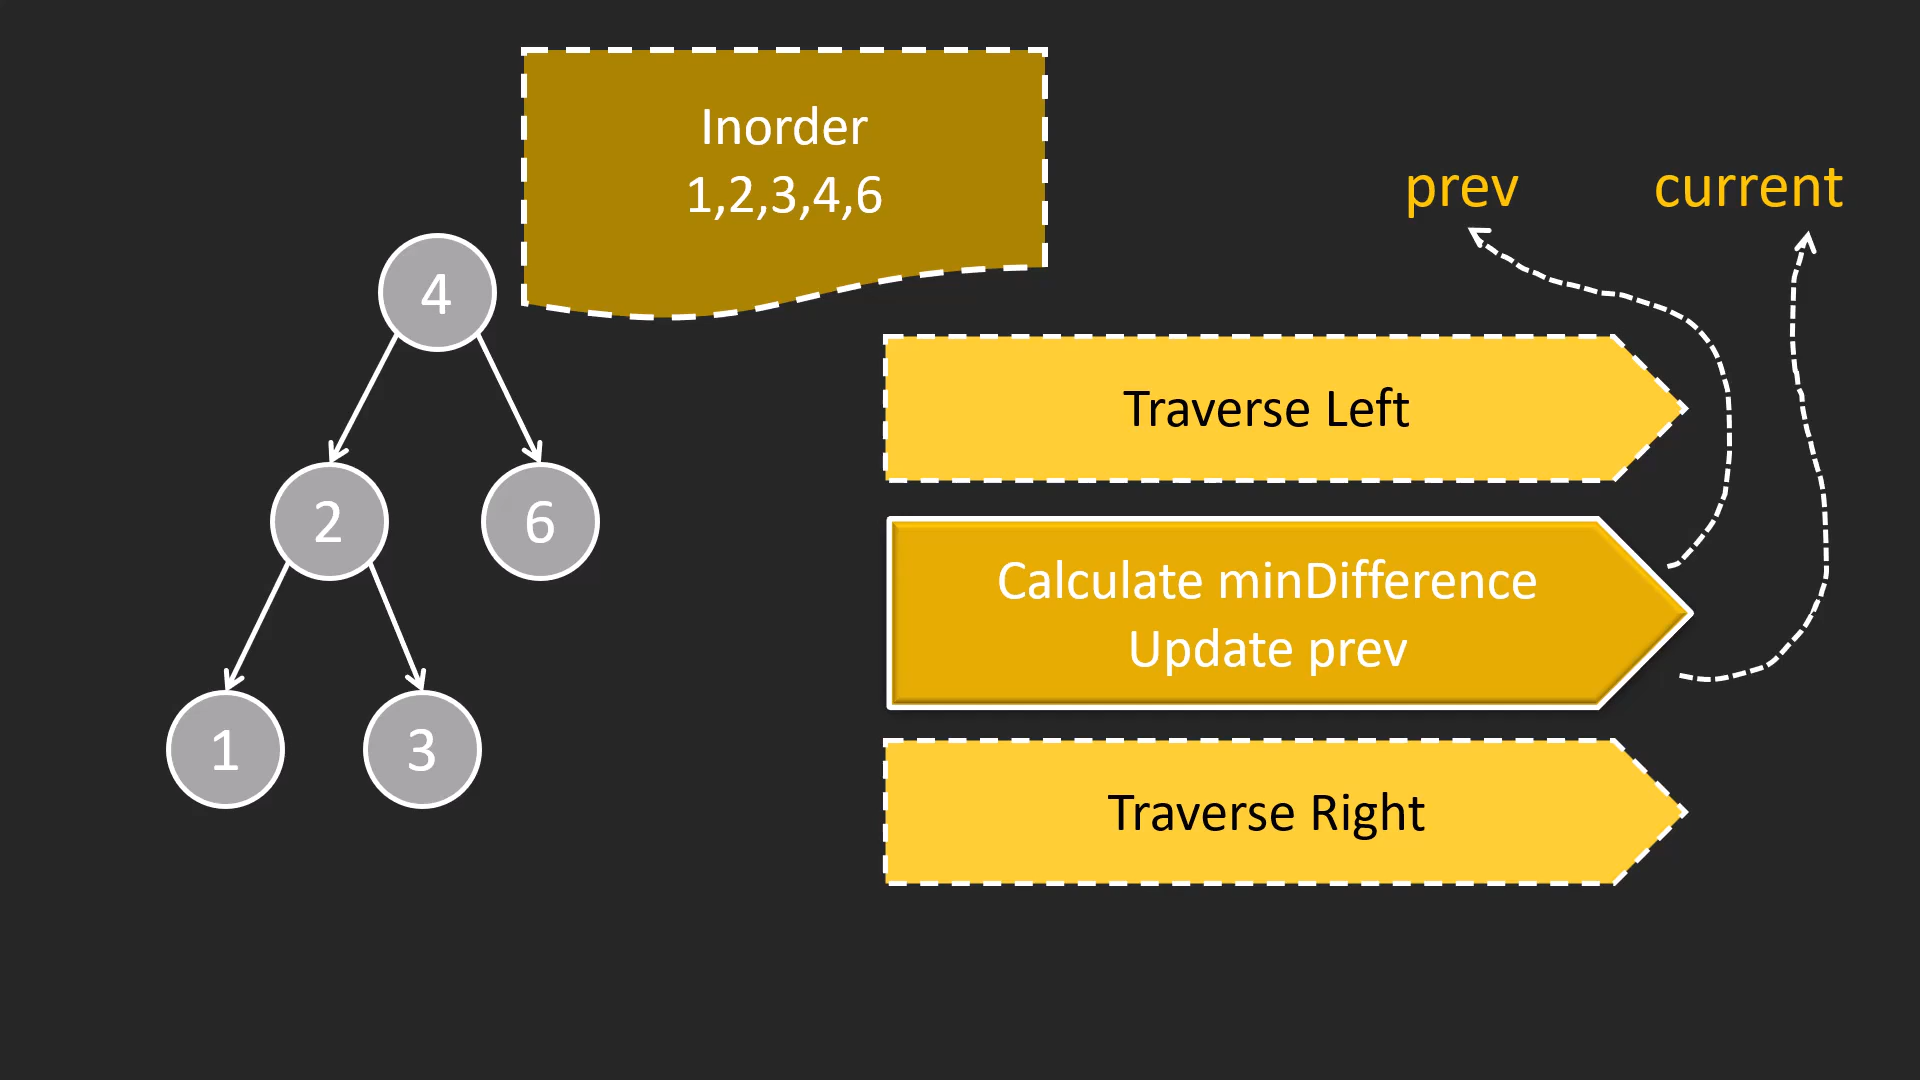 Inorder
1,2,3,4,6
prev
current
4
2
6
1
3
Traverse Left
Calculate minDifference
Update prev
Traverse Right